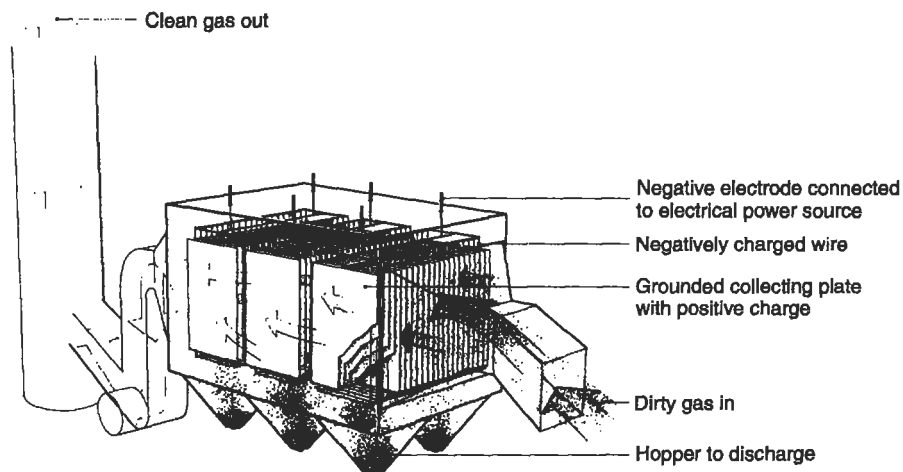 Clean gas out
Negative electrode connected
to electrical power source
Negatively charged wire
Grounded collecting plate
with positive charge
Dirty gas in
Hopper to discharge